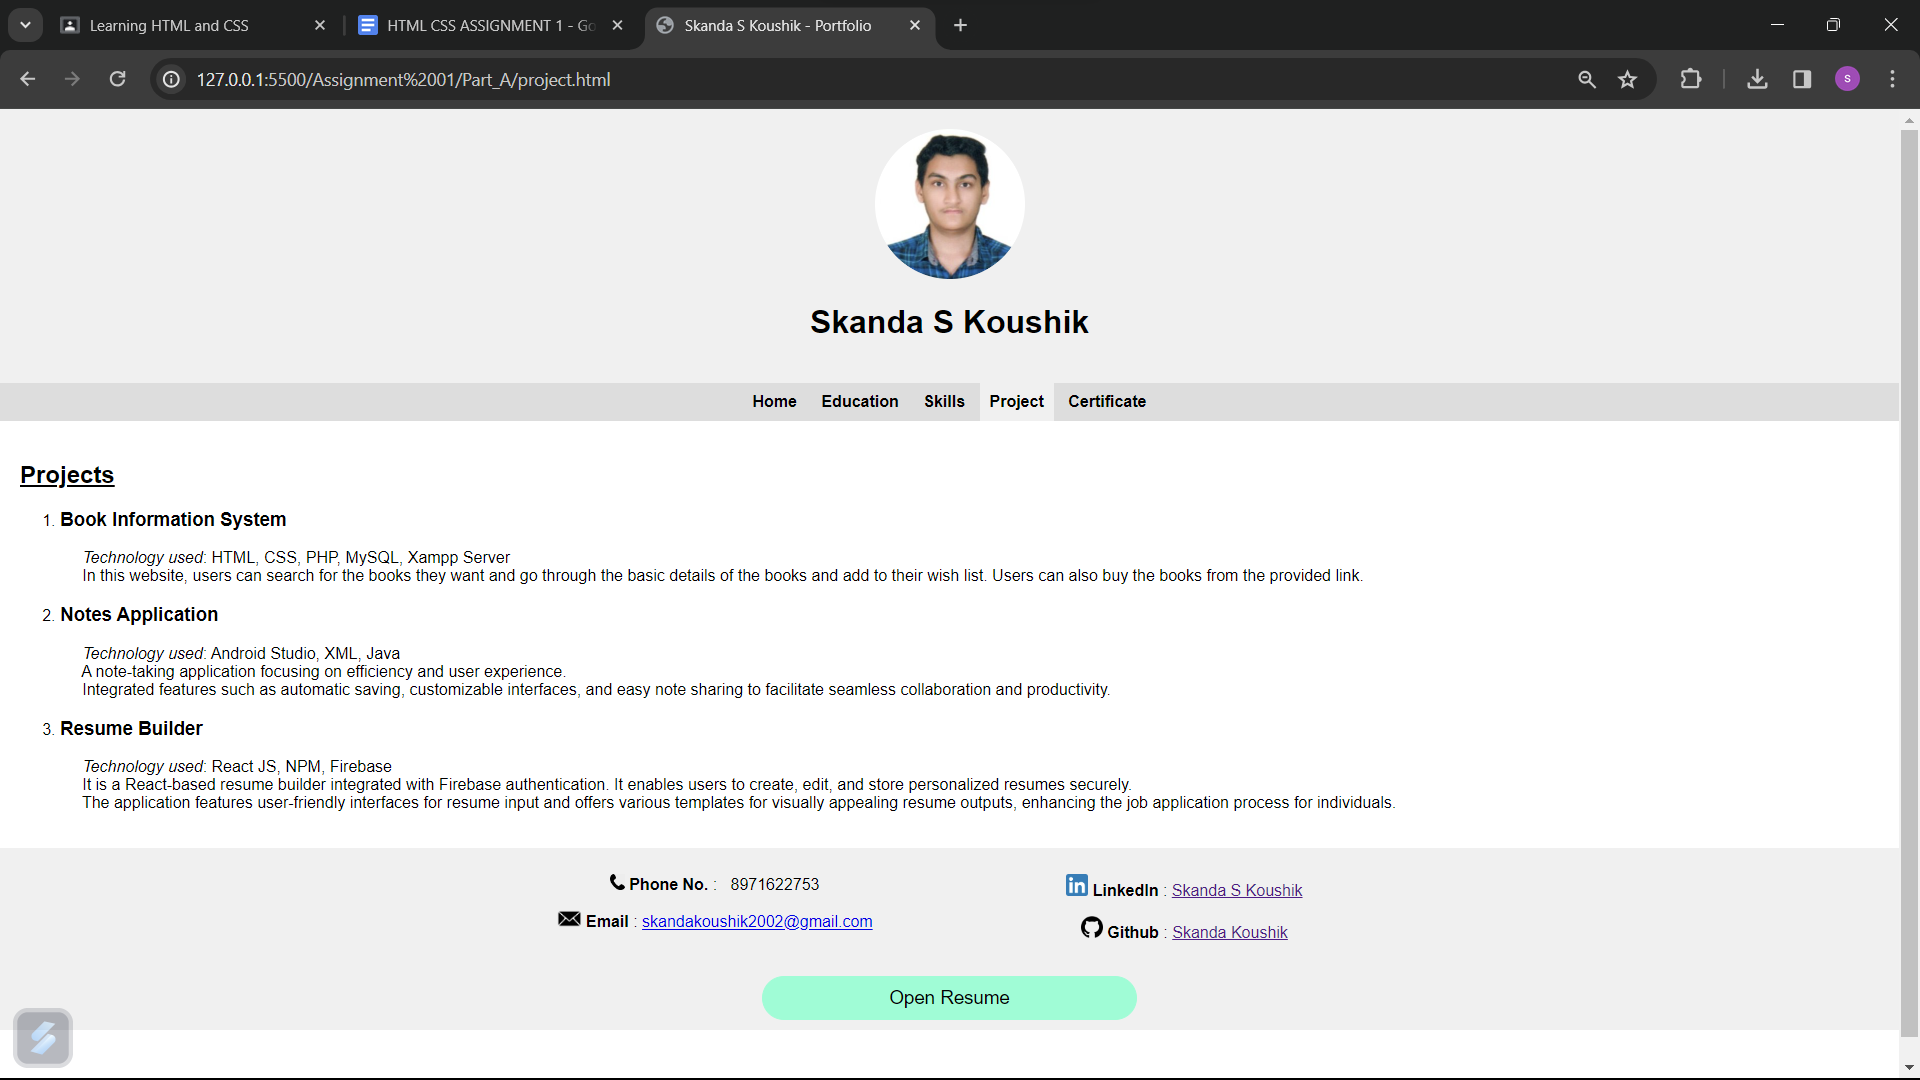 Learning HTML and CSS
HTML CSS ASSIGNMENT 1 - Go
Skanda S Koushik - Portfolio
127.0.0.1:5500/Assignment%2001/Part_A/project.html
S
Skanda S Koushik
Home Education Skills Project Certificate
Projects
1. Book Information System
Technology used: HTML, CSS, PHP, MySQL, Xampp Server
In this website, users can search for the books they want and go through the basic details of the books and add to their wish list. Users can also buy the books from the provided link.
2. Notes Application
Technology used: Android Studio, XML, Java
A note-taking application focusing on efficiency and user experience.
Integrated features such as automatic saving, customizable interfaces, and easy note sharing to facilitate seamless collaboration and productivity.
3. Resume Builder
Technology used: React JS, NPM, Firebase
It is a React-based resume builder integrated with Firebase authentication. It enables users to create, edit, and store personalized resumes securely.
The application features user-friendly interfaces for resume input and offers various templates for visually appealing resume outputs, enhancing the job application process for individuals.
Phone No. : 8971622753
Email : skandakoushik2002@gmail.com
LinkedIn : Skanda S Koushik
Github : Skanda Koushik
Open Resume